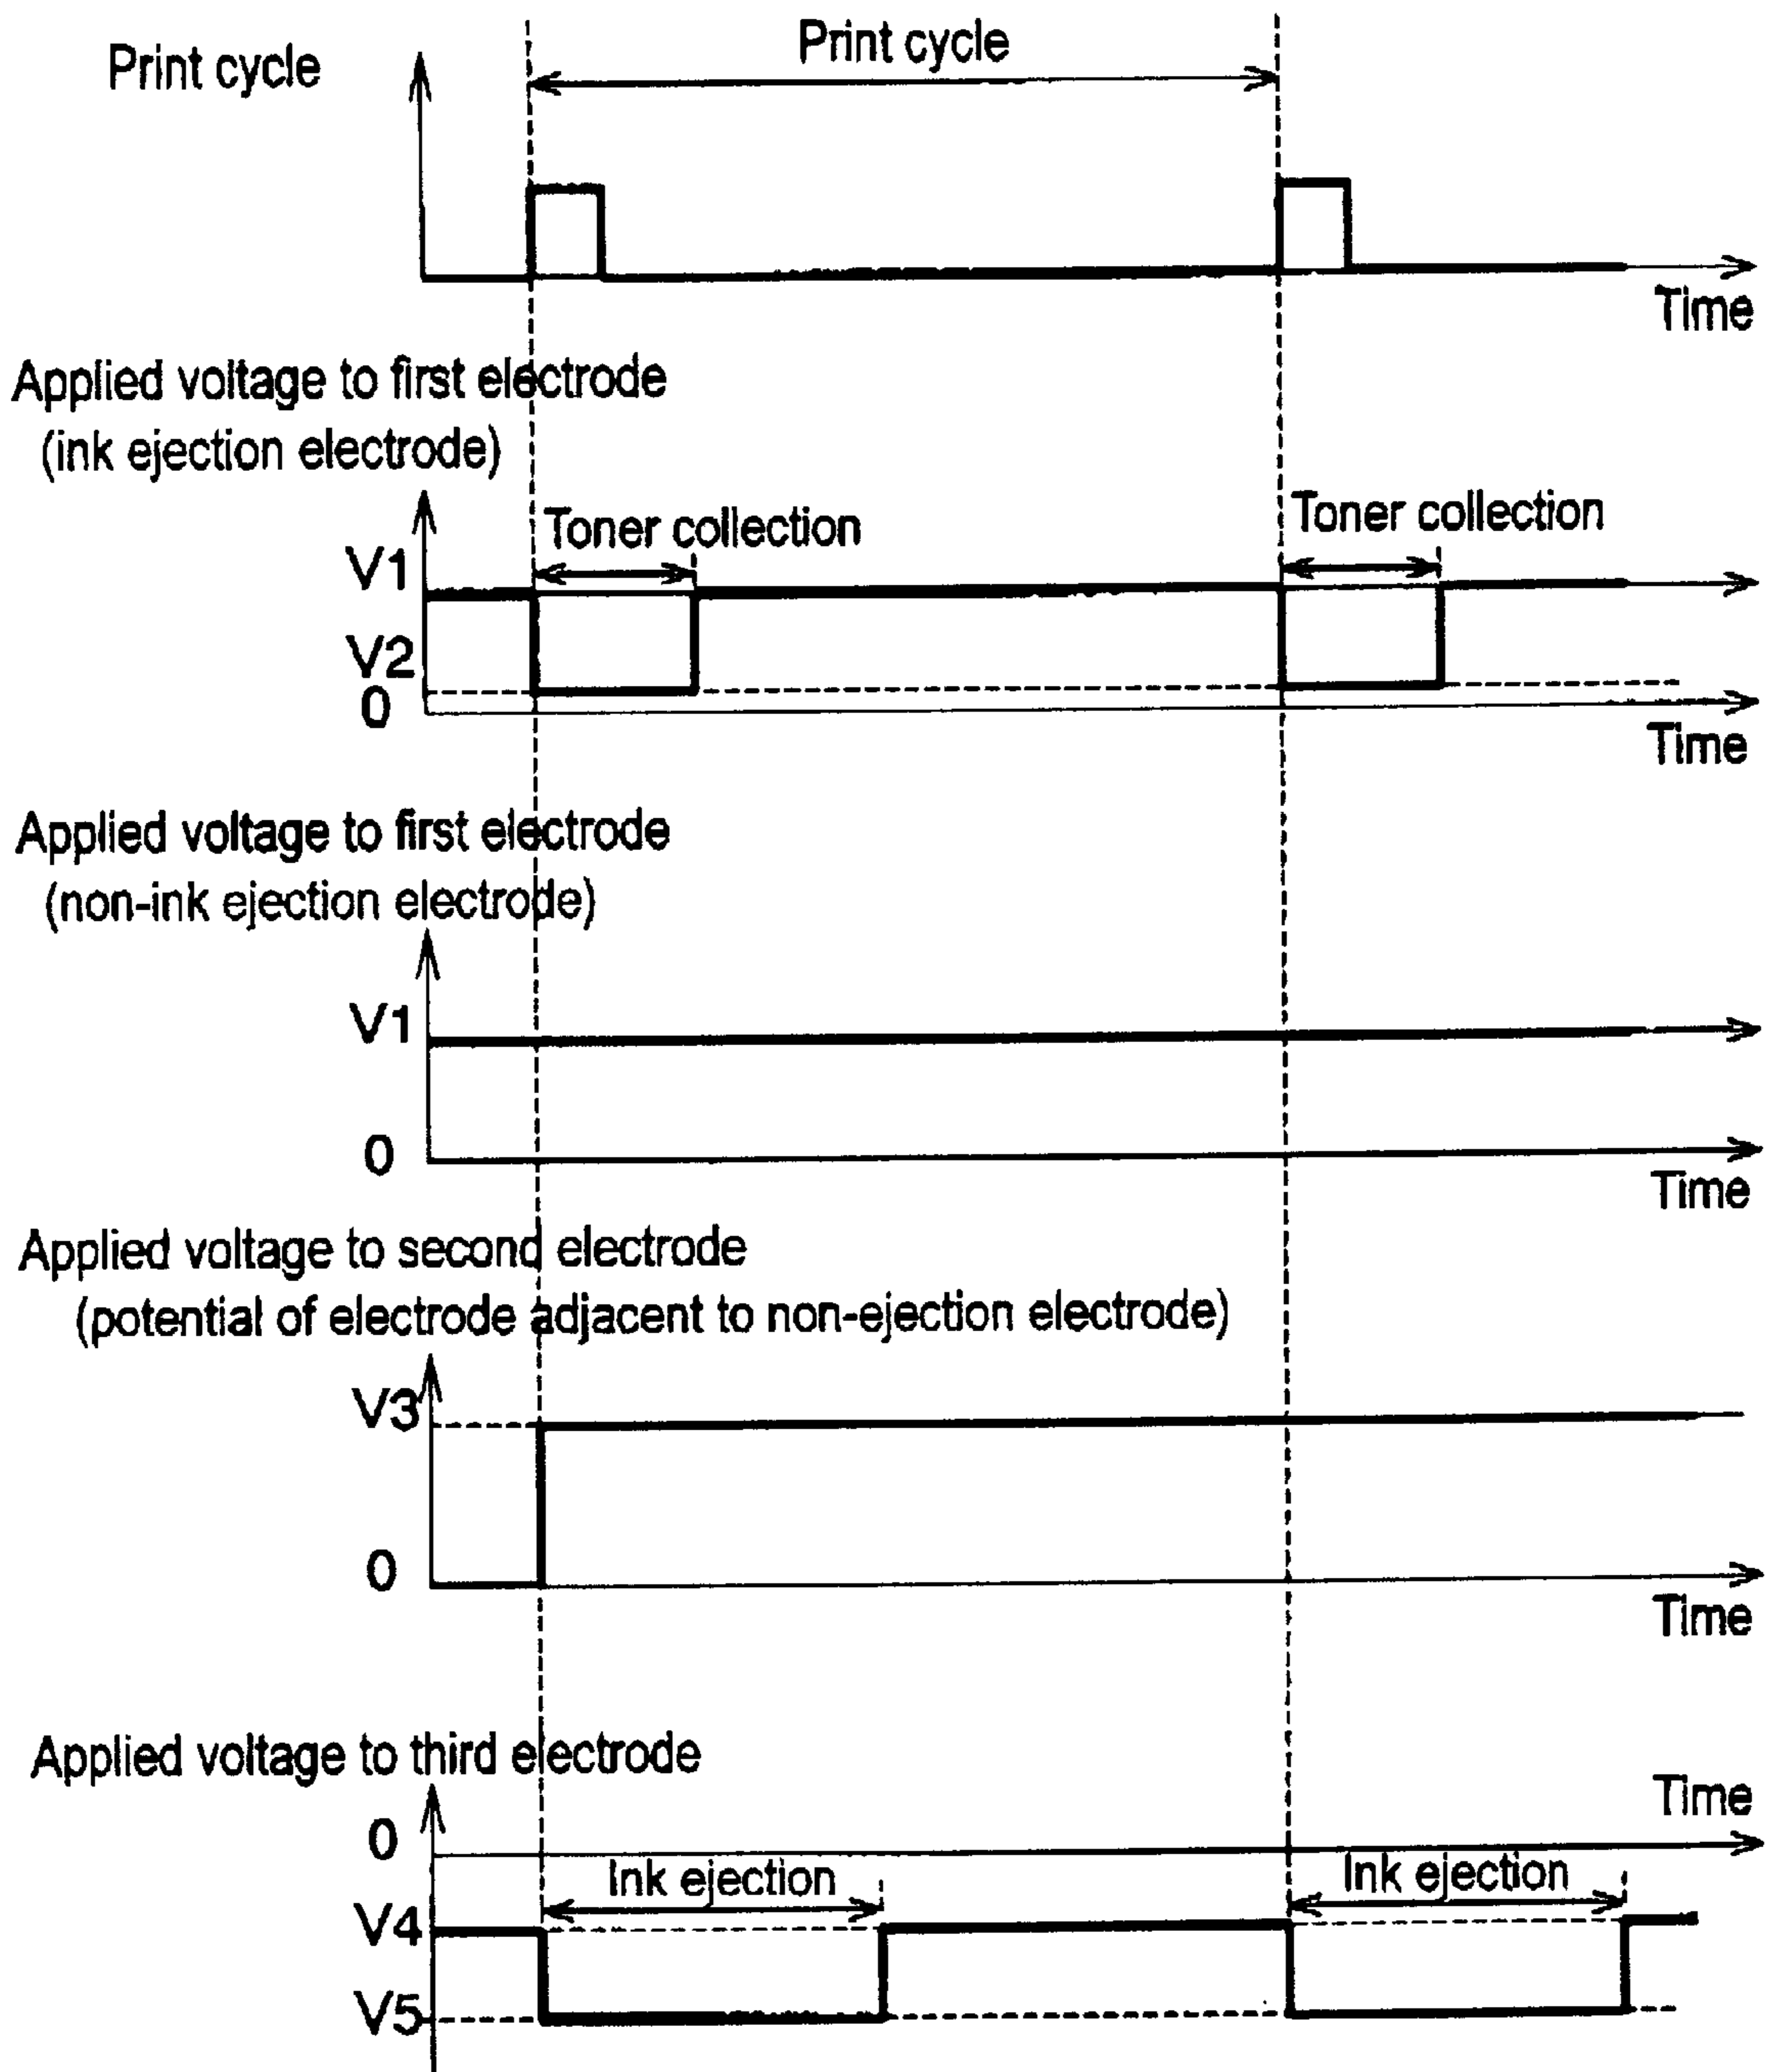 Print cycle
Print cycle
Time
Applied voltage to first electrode
(ink ejection electrode)
Toner collection
Toner collection
V1
V2
0
Time
Applied voltage to first electrode
(non-ink ejection electrode)
V1
0
Time
Applied voltage to second electrode
(potential of electrode adjacent to non-ejection electrode)
V3
0
Time
Applied voltage to third electrode
Time
0
Ink ejection
Ink ejection
V4
V5